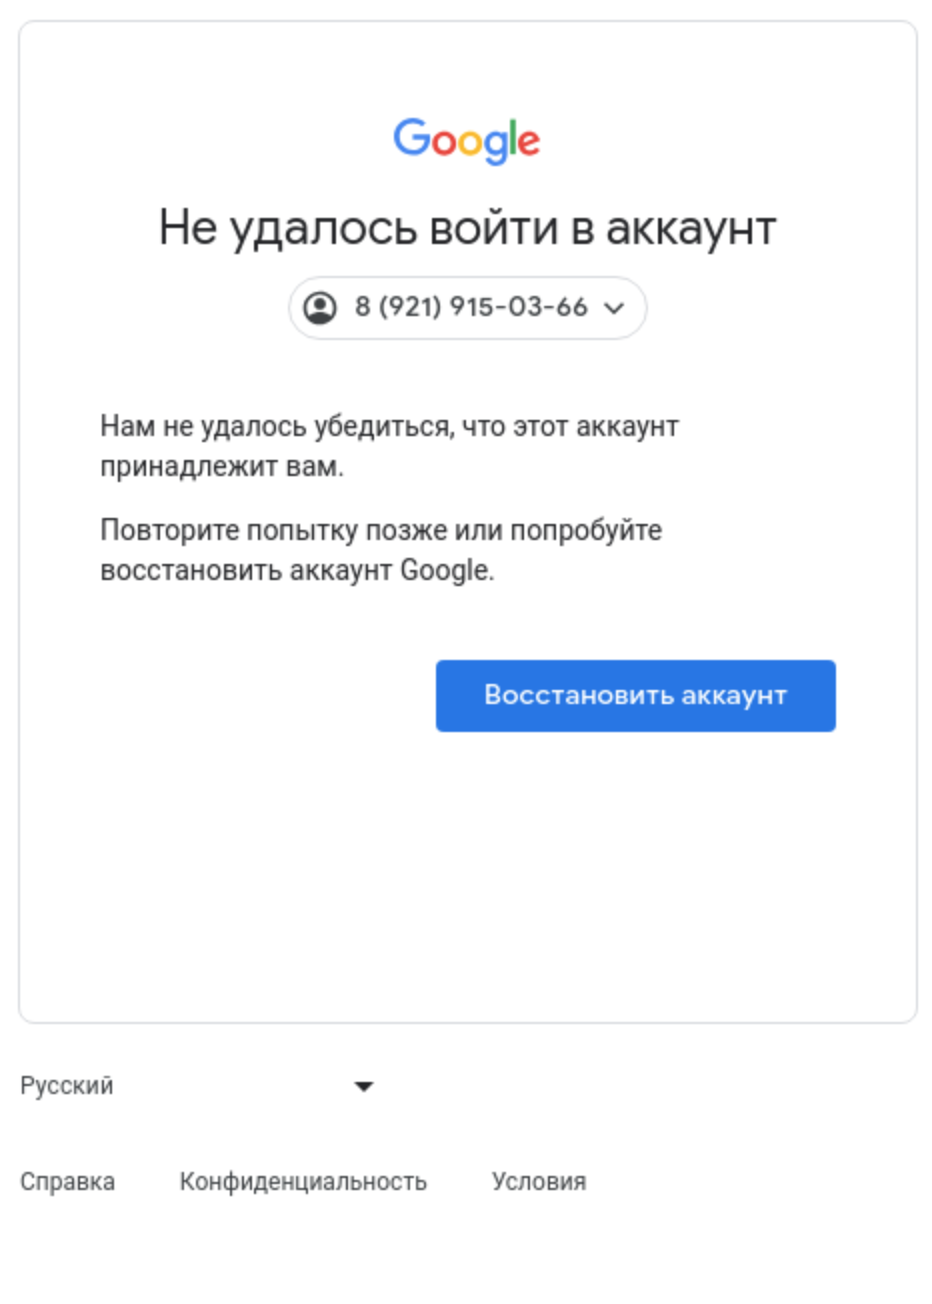 Google
Не удалось войти в аккаунт
8 (921) 915-03-66
Нам не удалось убедиться, что этот аккаунт
принадлежит вам.
Повторите попытку позже или попробуйте
восстановить аккаунт Google.
Восстановить аккаунт
Русский
Справка Конфиденциальность Условия